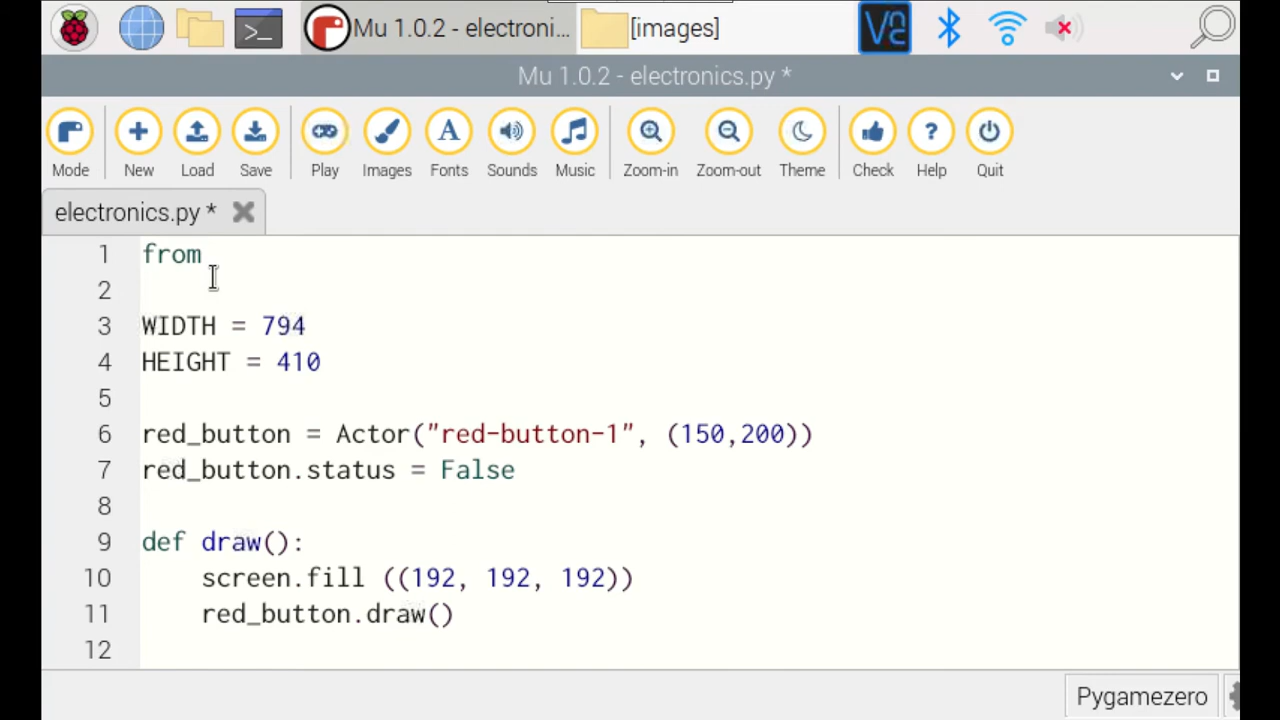 Mu 1.0.2 - electroni... [images]
Mu 1.0.2 - electronics.py *
Mode New Load Save Play Images Fonts Sounds Music Zoom-in Zoom-out Theme Check Help Quit
electronics.py *
1 from
2
3 WIDTH = 794
4 HEIGHT = 410
5
6 red_button = Actor("red-button-1", (150,200))
7 red_button.status = False
8
9 def draw():
10 screen.fill ((192, 192, 192))
11 red_button.draw()
12
Pygamezero